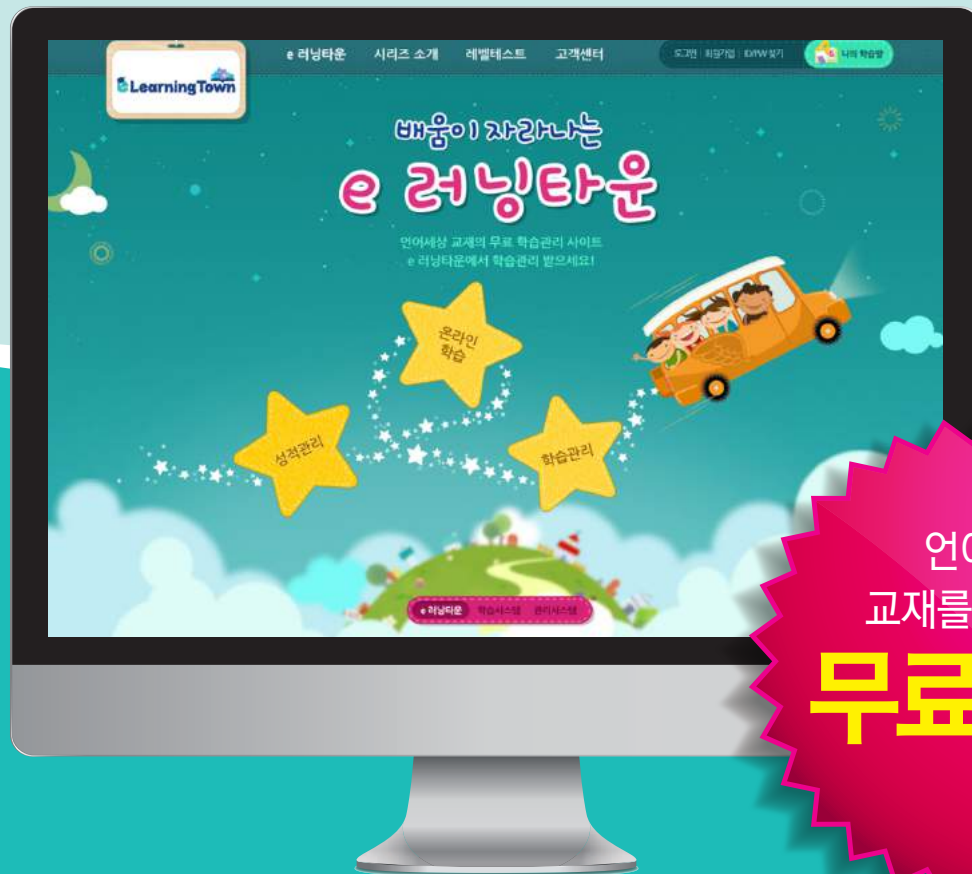 e 러닝타운 시리즈 소개 레벨테스트 고객센터
로그인 | 회원가입 | ID/PW 찾기
나의 학습방
eLearningTown
배움이 자라나는
e 러닝타운
언어세상 교재의 무료 학습관리 사이트
e 러닝타운에서 학습관리 받으세요!
온라인
학습
성적관리
학습관리
e 러닝타운 학습시스템 관리시스템
언어
교재를
무료